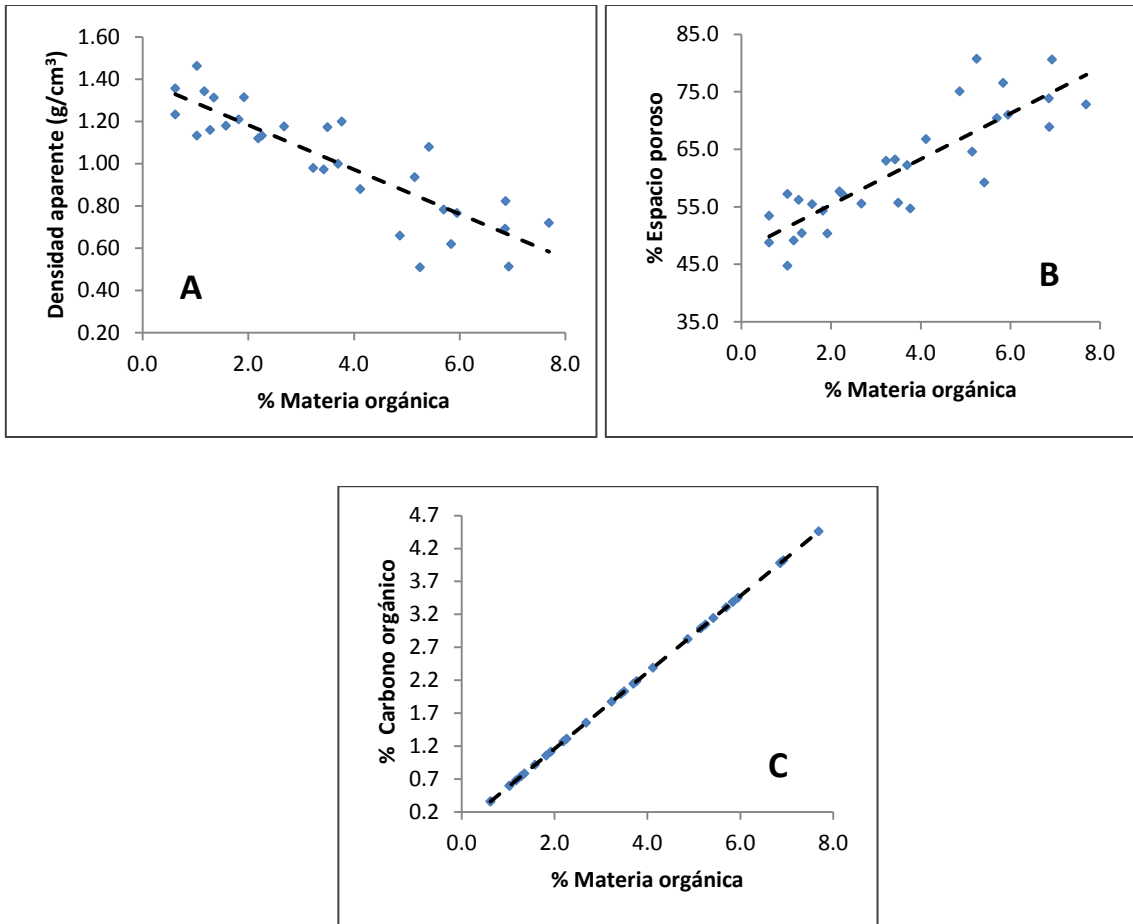 Densidad aparente (g/cm³)
1.60
1.40
1.20
1.00
0.80
0.60
0.40
0.20
A
0.0 2.0 4.0 6.0 8.0
% Materia orgánica
% Espacio poroso
85.0
75.0
65.0
55.0
45.0
35.0
B
0.0 2.0 4.0 6.0 8.0
% Materia orgánica
% Carbono orgánico
4.7
4.2
3.7
3.2
2.7
2.2
1.7
1.2
0.7
0.2
C
0.0 2.0 4.0 6.0 8.0
% Materia orgánica